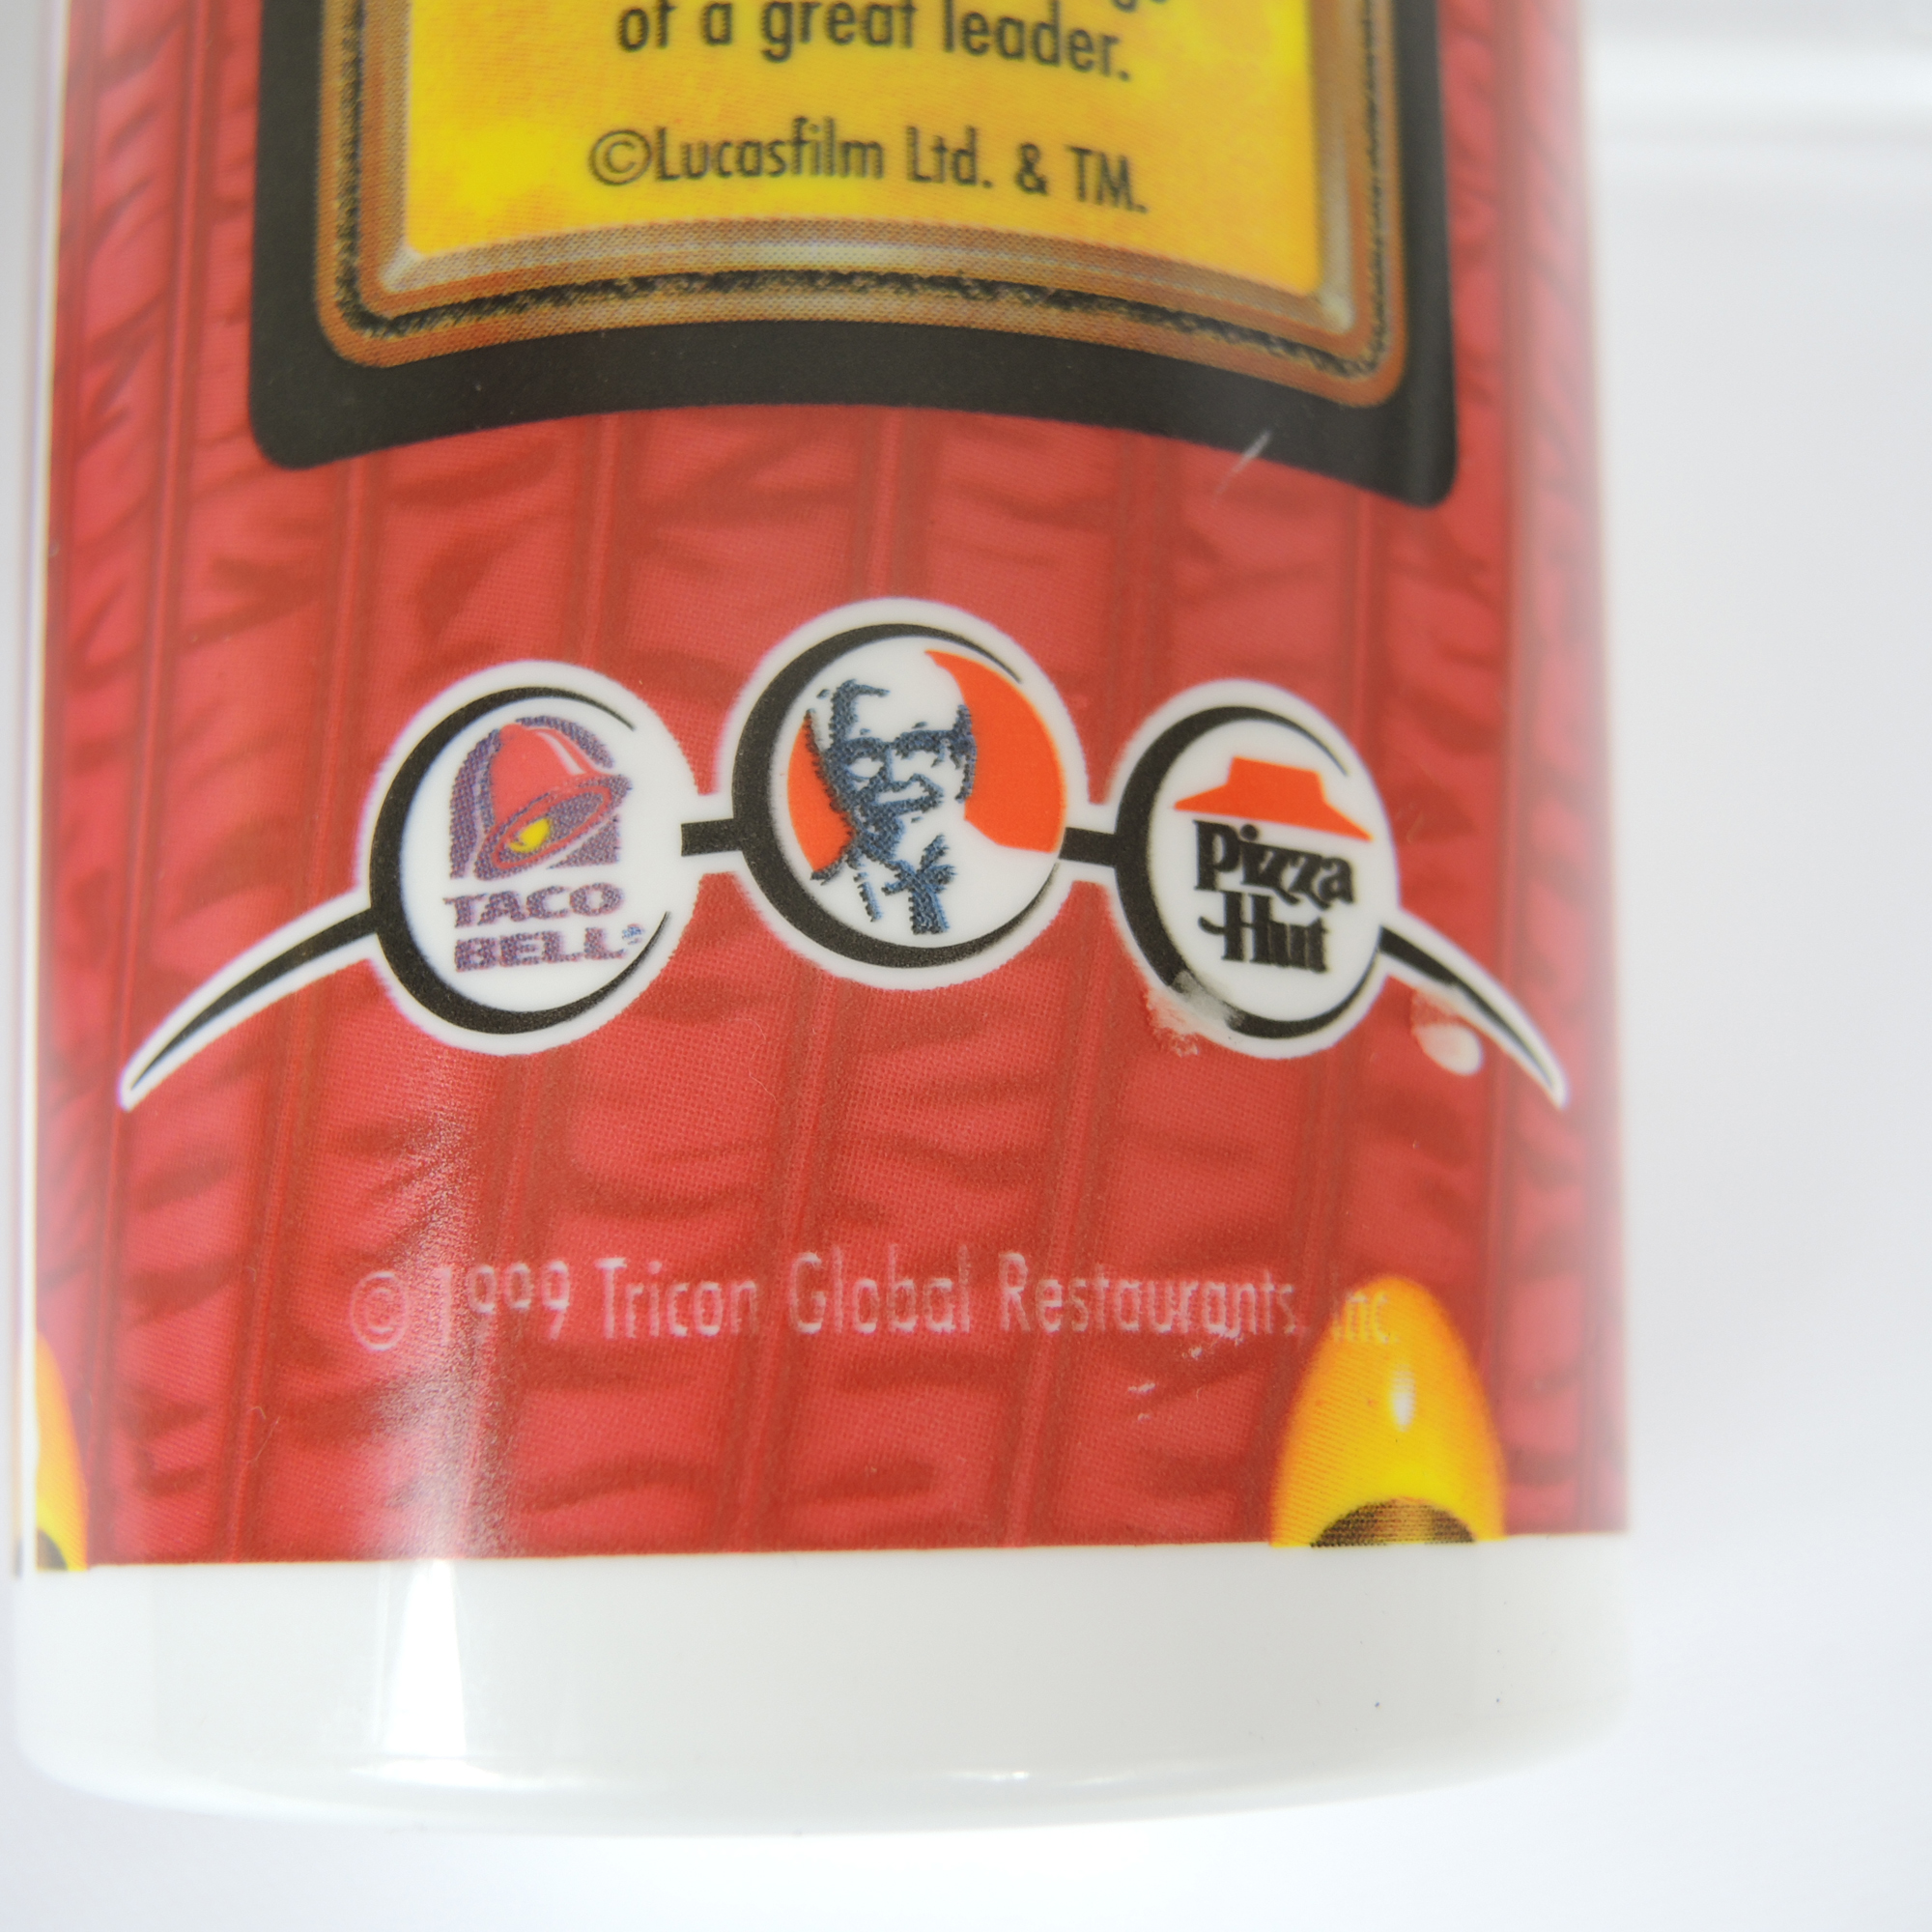 of a great leader.
©Lucasfilm Ltd. & TM.
TACO
BELL
Pizza
Hut
© 1999 Tricon Global Restaurants, Inc.